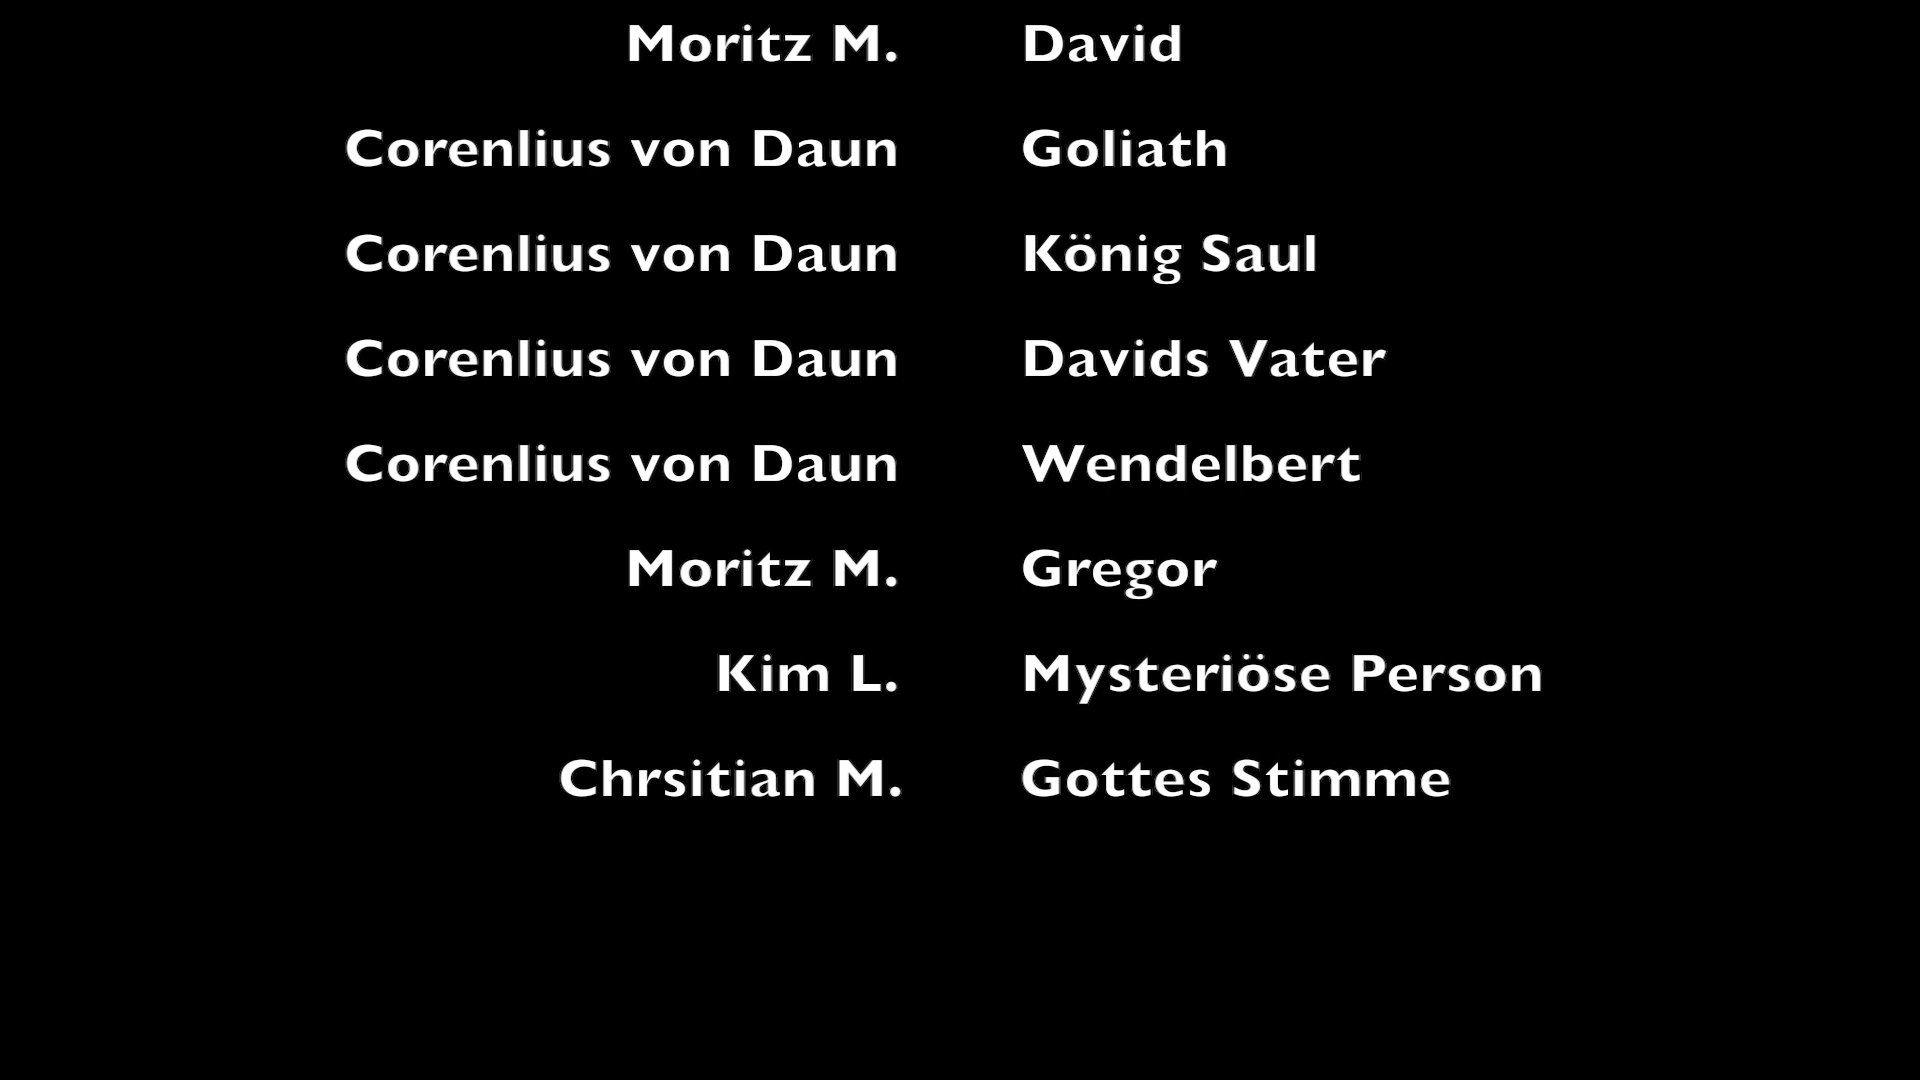 Moritz M. David
Corenlius von Daun Goliath
Corenlius von Daun König Saul
Corenlius von Daun Davids Vater
Corenlius von Daun Wendelbert
Moritz M. Gregor
Kim L. Mysteriöse Person
Chrsitian M. Gottes Stimme